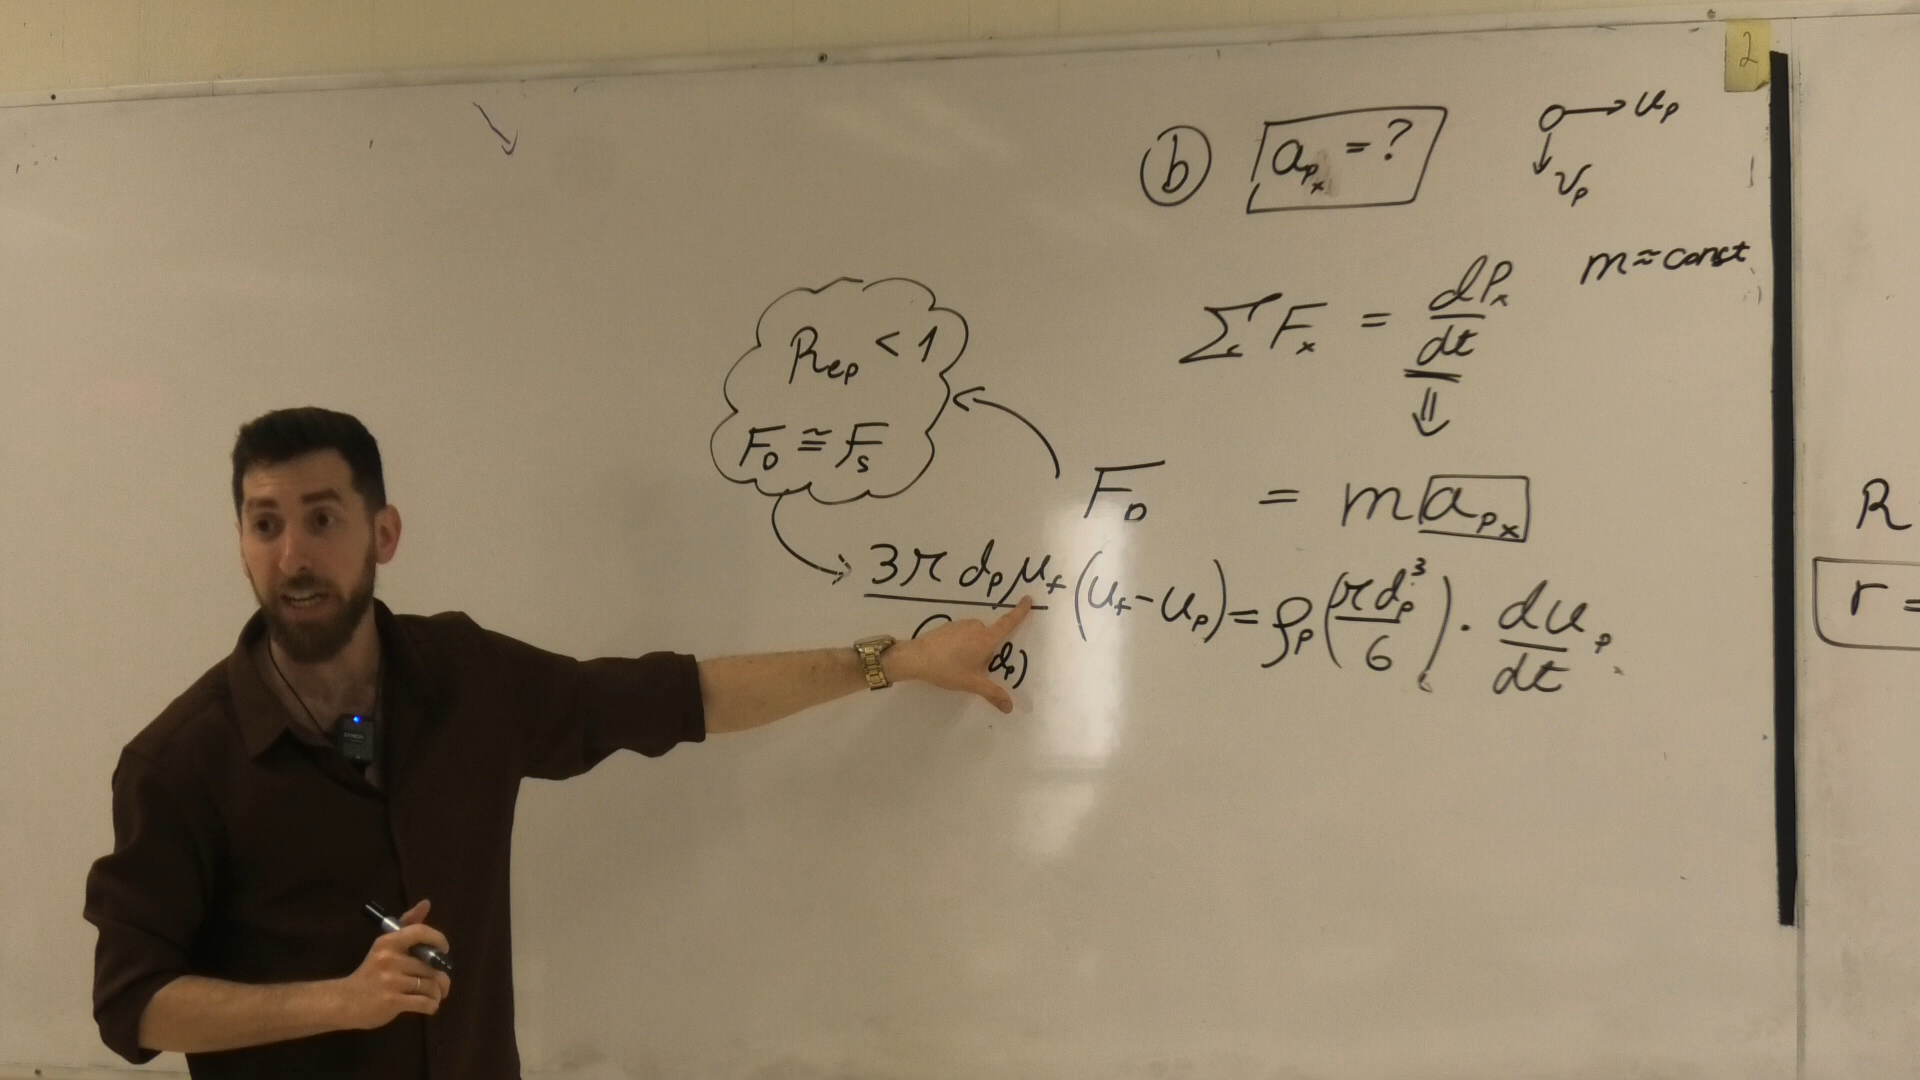 2
ⓑ a_px = ?
u_p
v_p
m ≈ const
ΣF_x = dP_x/dt
⇓
Re_p < 1
F_D ≅ F_s
F_D = m a_px
3π d_p μ_f (u_f - u_p) = ρ_p (π d_p^3 / 6) · du_p/dt
d_p)
R
r =